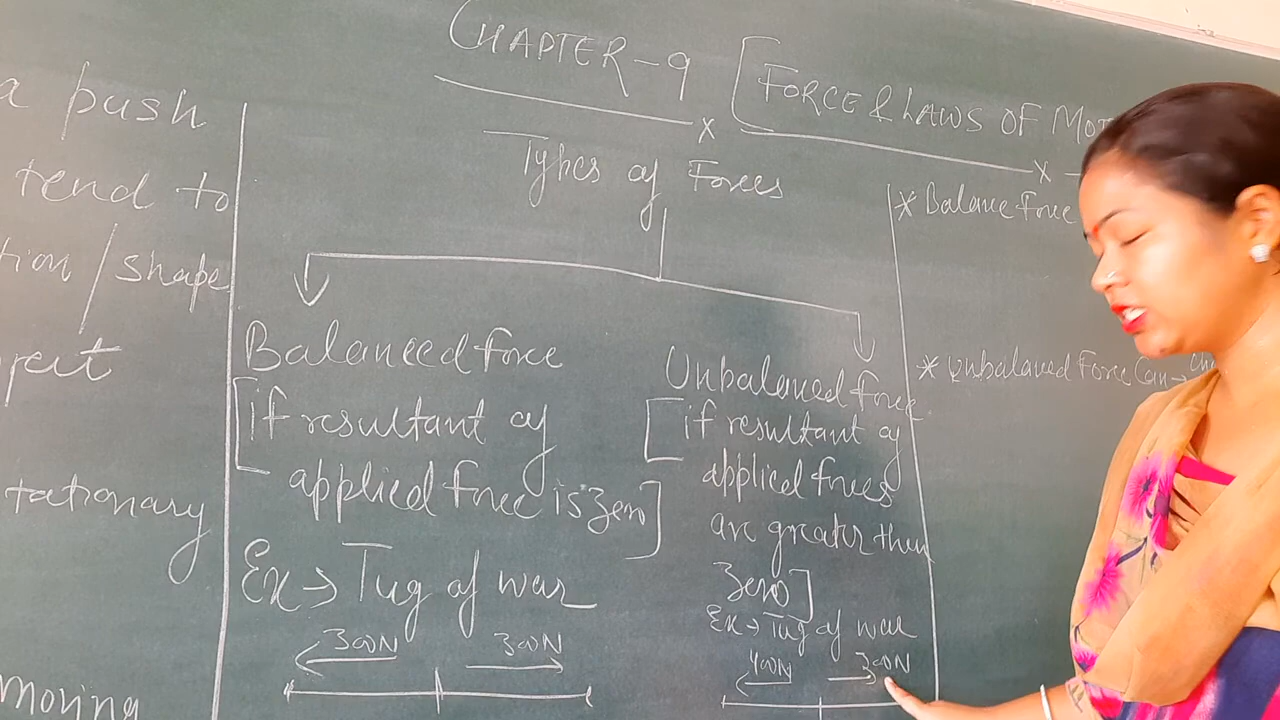 CHAPTER-9 [FORCE & LAWS OF MOT
a push
tend to
tion / shape
tationary
moving
Types of Forces
Balanced force
[if resultant of
applied force is zero]
Ex → Tug of war
300N 300N
Unbalanced force
[if resultant of
applied forces
are greater then
zero]
Ex → Tug of war
400N 300N
* Balance Force
* Unbalanced Force Can →